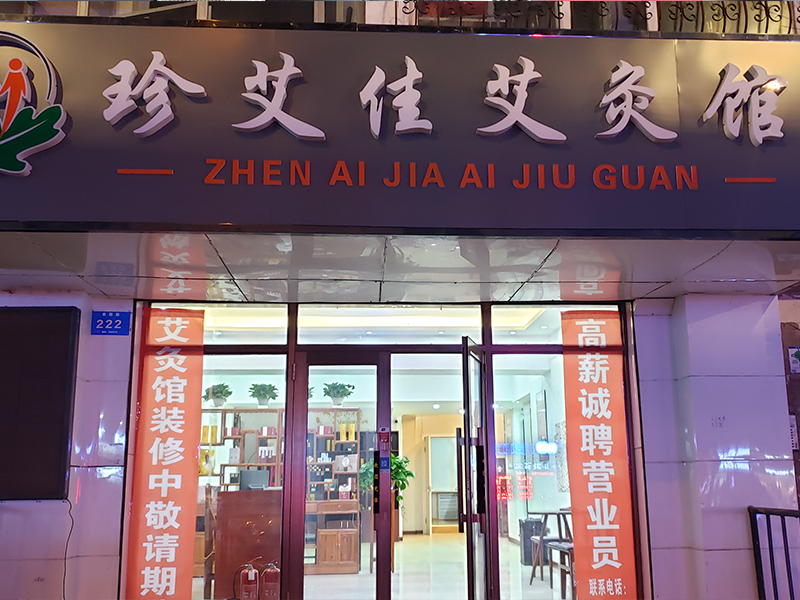 珍艾佳艾灸馆
ZHEN AI JIA AI JIU GUAN
222
艾灸馆装修中敬请期
高薪诚聘营业员
联系电话: